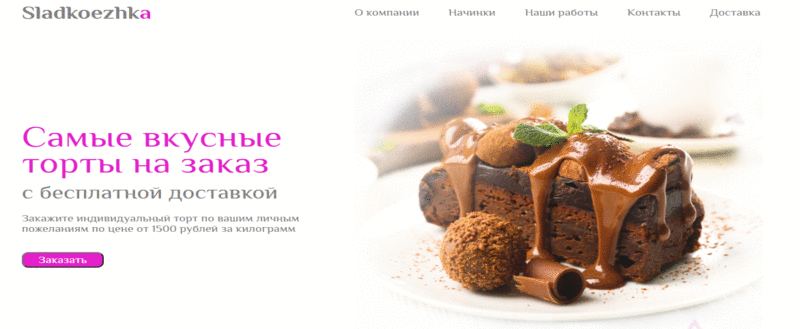 Sladkoezhka
О компании Начинки Наши работы Контакты Доставка
Самые вкусные
торты на заказ
с бесплатной доставкой
Закажите индивидуальный торт по вашим личным
пожеланиям по цене от 1500 рублей за килограмм
Заказать